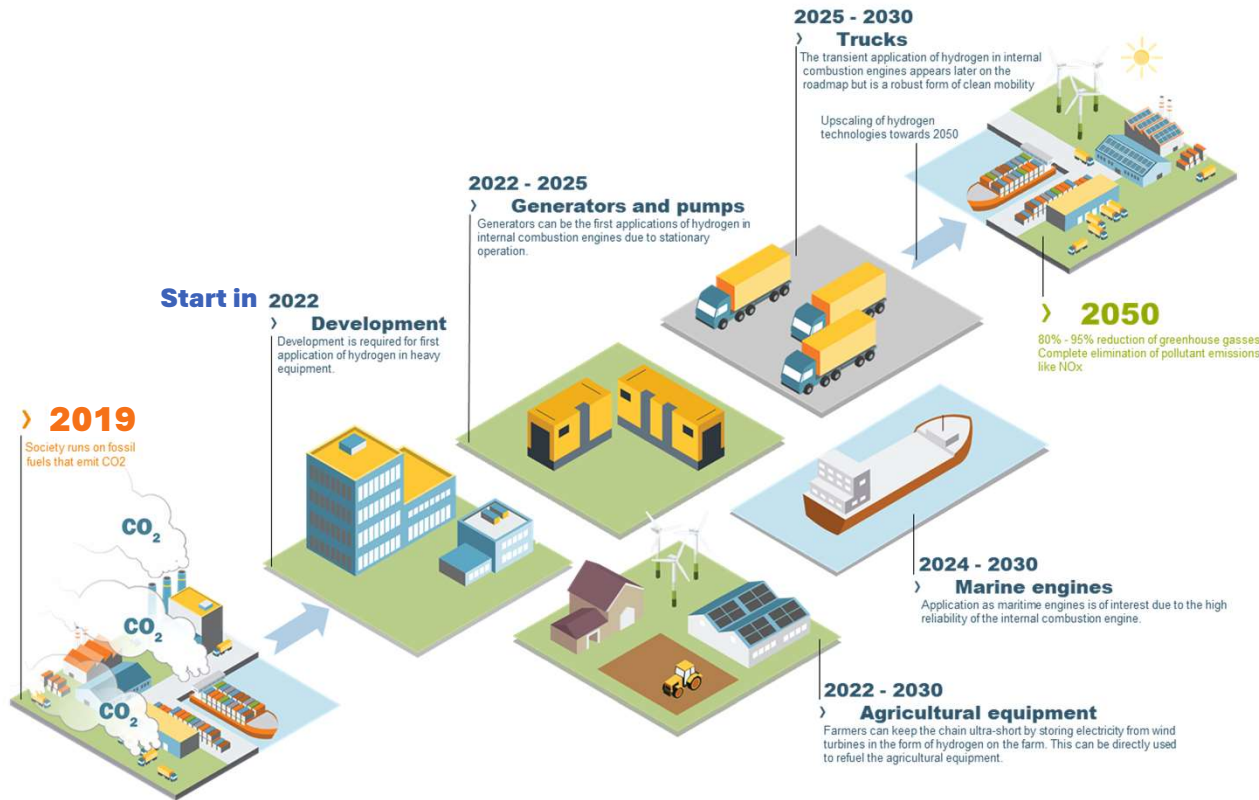 2025 - 2030
› Trucks
The transient application of hydrogen in internal
combustion engines appears later on the
roadmap but is a robust form of clean mobility
Upscaling of hydrogen
technologies towards 2050
2022 - 2025
› Generators and pumps
Generators can be the first applications of hydrogen in
internal combustion engines due to stationary
operation.
Start in 2022
› Development
Development is required for first
application of hydrogen in heavy
equipment.
› 2050
80% - 95% reduction of greenhouse gasses
Complete elimination of pollutant emissions
like NOx
› 2019
Society runs on fossil
fuels that emit CO2
CO2
CO2
CO2
2024 - 2030
› Marine engines
Application as maritime engines is of interest due to the high
reliability of the internal combustion engine.
2022 - 2030
› Agricultural equipment
Farmers can keep the chain ultra-short by storing electricity from wind
turbines in the form of hydrogen on the farm. This can be directly used
to refuel the agricultural equipment.